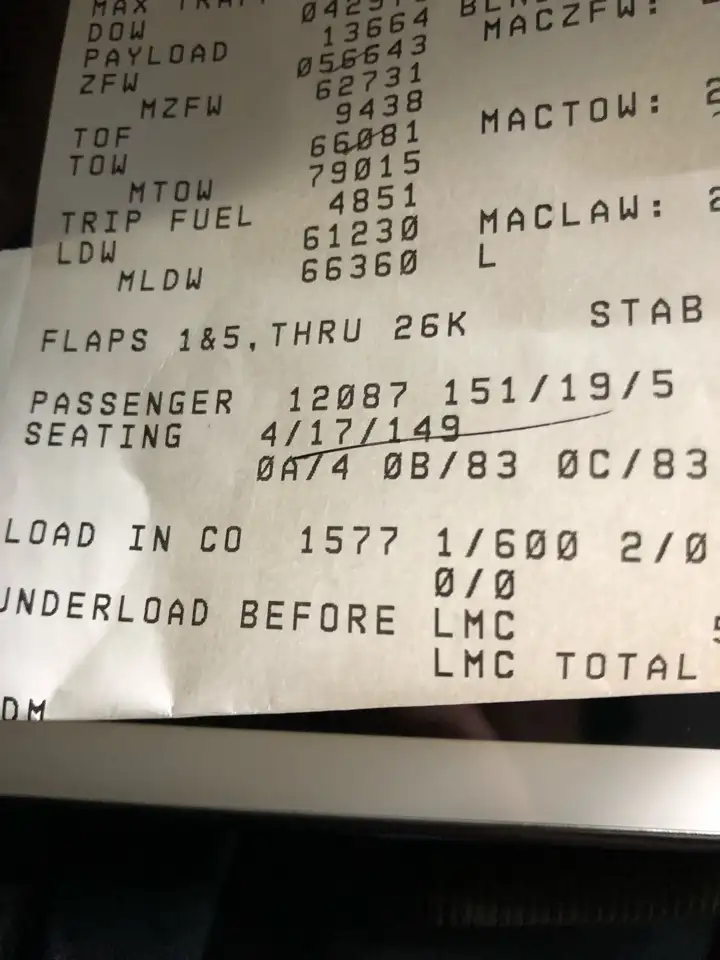 DOW
PAYLOAD 13664
ZFW 056643 MACZFW:
MZFW 62731
TOF 9438
TOW 66081 MACTOW:
MTOW 79015
TRIP FUEL 4851
LDW 61230 MACLAW:
MLDW 66360 L
FLAPS 1&5,THRU 26K STAB
PASSENGER 12087 151/19/5
SEATING 4/17/149
0A/4 0B/83 0C/83
LOAD IN CO 1577 1/600 2/0
0/0
UNDERLOAD BEFORE LMC
LMC TOTAL
DM